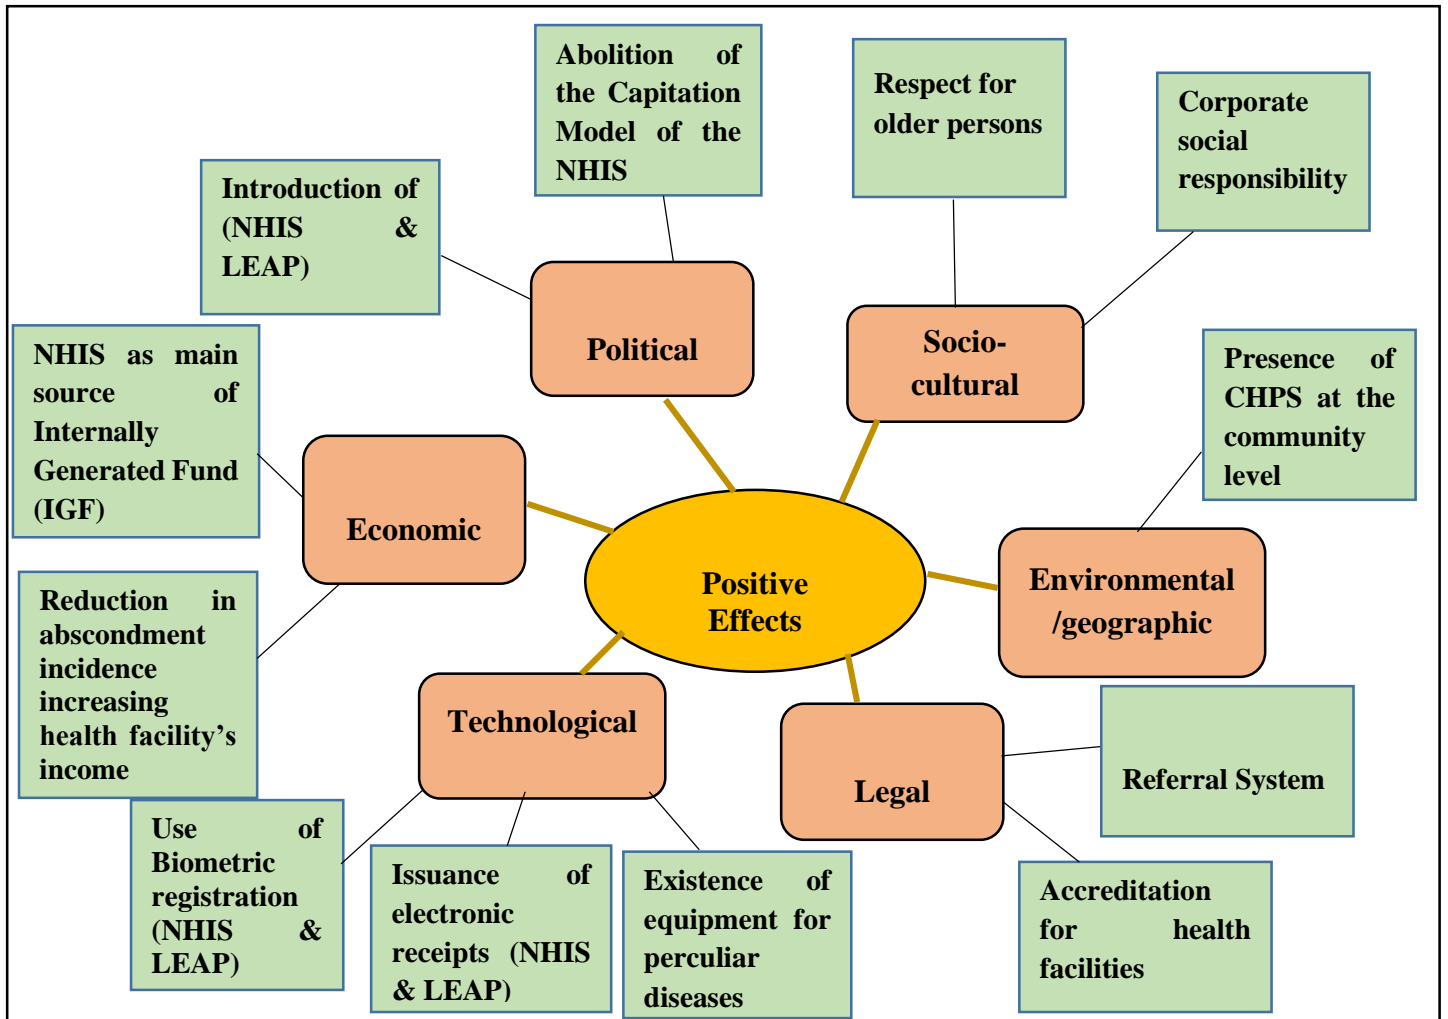 Abolition of
the Capitation
Model of the
NHIS
Respect for
older persons
Corporate
social
responsibility
Introduction of
(NHIS &
LEAP)
Political
Socio-
cultural
NHIS as main
source of
Internally
Generated Fund
(IGF)
Presence of
CHPS at the
community
level
Economic
Positive
Effects
Environmental
/geographic
Reduction in
abscondment
incidence
increasing
health facility's
income
Technological
Legal
Referral System
Use of
Biometric
registration
(NHIS &
LEAP)
Issuance of
electronic
receipts (NHIS
& LEAP)
Existence of
equipment for
perculiar
diseases
Accreditation
for health
facilities